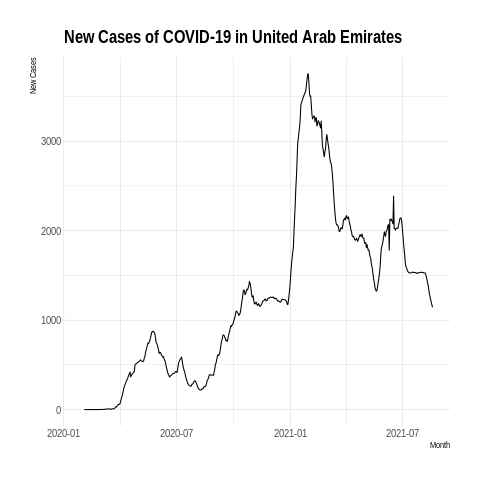 New Cases of COVID-19 in United Arab Emirates
New Cases
3000
2000
1000
0
2020-01
2020-07
2021-01
2021-07
Month